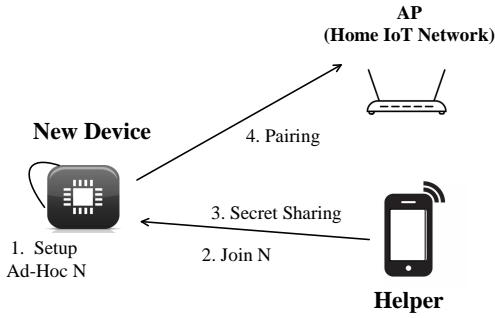 AP
(Home IoT Network)
New Device
4. Pairing
3. Secret Sharing
1. Setup
Ad-Hoc N
2. Join N
Helper